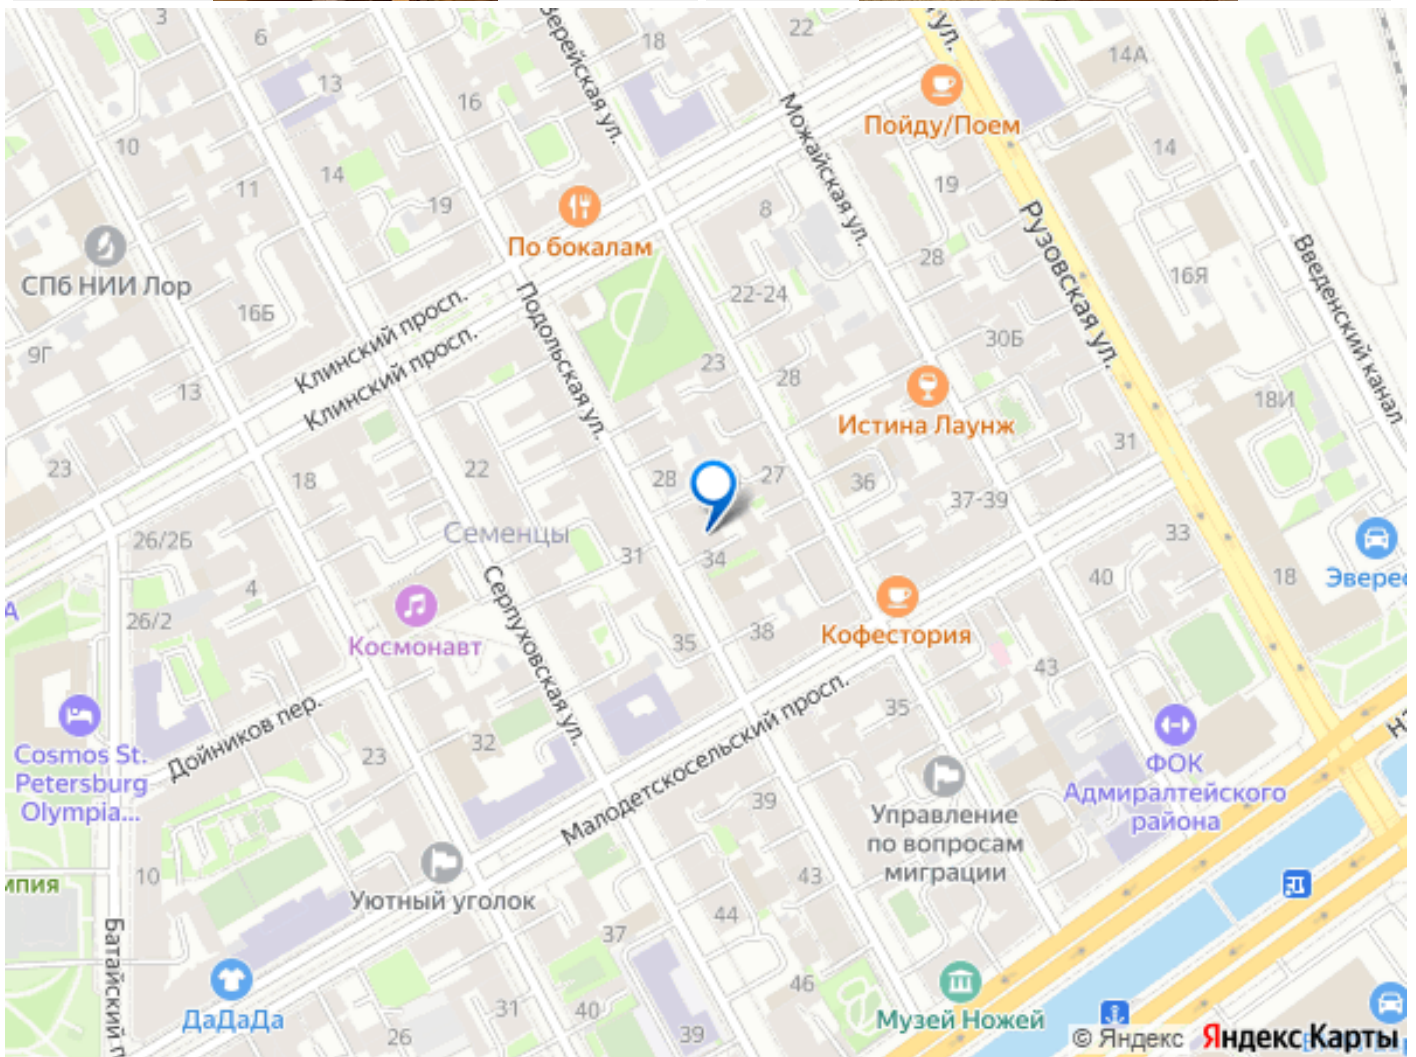 3
6
Верейская ул.
18
22
ул.
14А
13
16
Пойду/Поем
10
Можайская ул.
14
14
11
19
19
8
По бокалам
Рузовская ул.
28
СПб НИИ Лор
Введенский канал
16Я
22-24
16Б
Клинский просп.
Подольская ул.
9Г
Клинский просп.
30Б
23
28
13
18И
Истина Лаунж
31
23
22
18
28
27
36
37-39
Семенцы
26/2Б
33
31
34
4
40
18
Эверес
А
26/2
Серпуховская ул.
Космонавт
38
Кофестория
35
43
Cosmos St.
Petersburg
Olympia...
Дойников пер.
Малодетскосельский просп.
35
32
23
ФОК
Адмиралтейского
района
Управление
по вопросам
миграции
39
10
мпия
43
Уютный уголок
44
37
Батайский п
46
ДаДаДа
31
40
26
39
Музей Ножей
© Яндекс Яндекс Карты